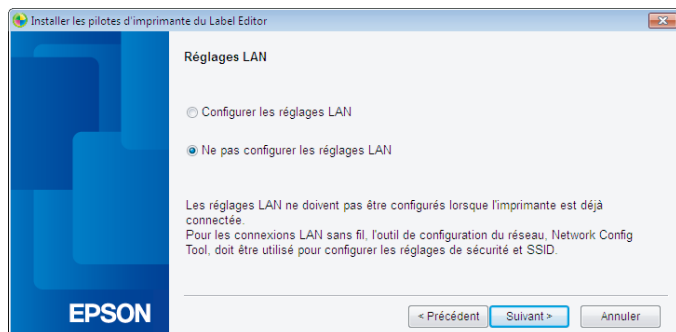 Installer les pilotes d'imprimante du Label Editor
Réglages LAN
Configurer les réglages LAN
Ne pas configurer les réglages LAN
Les réglages LAN ne doivent pas être configurés lorsque l'imprimante est déjà
connectée.
Pour les connexions LAN sans fil, l'outil de configuration du réseau, Network Config
Tool, doit être utilisé pour configurer les réglages de sécurité et SSID.
EPSON
< Précédent Suivant > Annuler